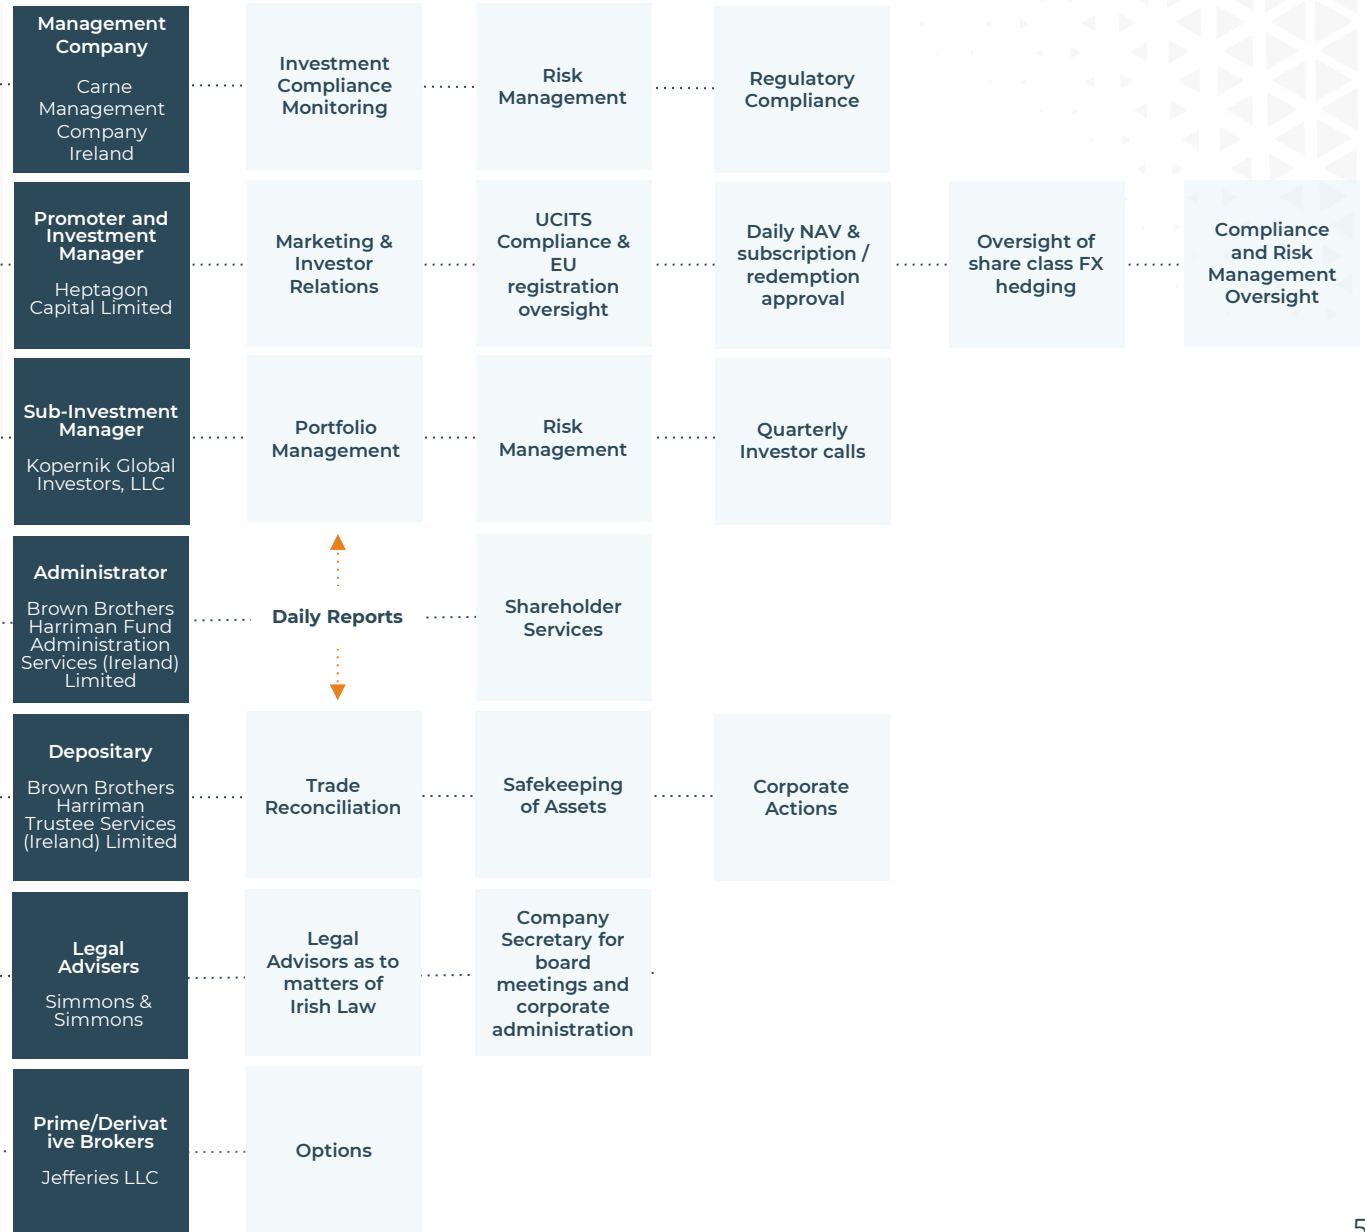 Management
Company
Carne
Management
Company
Ireland
Investment
Compliance
Monitoring
Risk
Management
Regulatory
Compliance
Promoter and
Investment
Manager
Heptagon
Capital Limited
Marketing &
Investor
Relations
UCITS
Compliance &
EU
registration
oversight
Daily NAV &
subscription /
redemption
approval
Oversight of
share class FX
hedging
Compliance
and Risk
Management
Oversight
Sub-Investment
Manager
Kopernik Global
Investors, LLC
Portfolio
Management
Risk
Management
Quarterly
Investor calls
Administrator
Brown Brothers
Harriman Fund
Administration
Services (Ireland)
Limited
Daily Reports
Shareholder
Services
Depositary
Brown Brothers
Harriman
Trustee Services
(Ireland) Limited
Trade
Reconciliation
Safekeeping
of Assets
Corporate
Actions
Legal
Advisers
Simmons &
Simmons
Legal
Advisors as to
matters of
Irish Law
Company
Secretary for
board
meetings and
corporate
administration
Prime/Derivat
ive Brokers
Jefferies LLC
Options
5